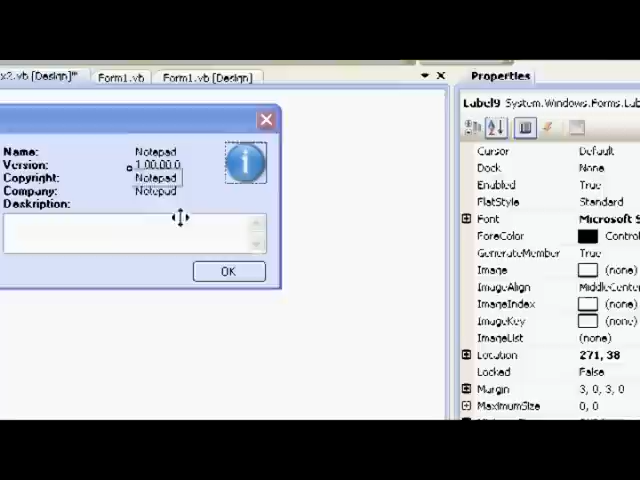 x2.vb [Design]*
Form1.vb
Form1.vb [Design]
Name: Notepad
Version: 1.00.00.0
Copyright: Notepad
Company: Notepad
Deskription:
OK
Properties
Label9 System.Windows.Forms.Lab
Cursor Default
Dock None
Enabled True
FlatStyle Standard
Font Microsoft S
ForeColor Control
GenerateMember True
Image (none)
ImageAlign MiddleCenter
ImageIndex (none)
ImageKey (none)
ImageList (none)
Location 271, 38
Locked False
Margin 3, 0, 3, 0
MaximumSize 0, 0